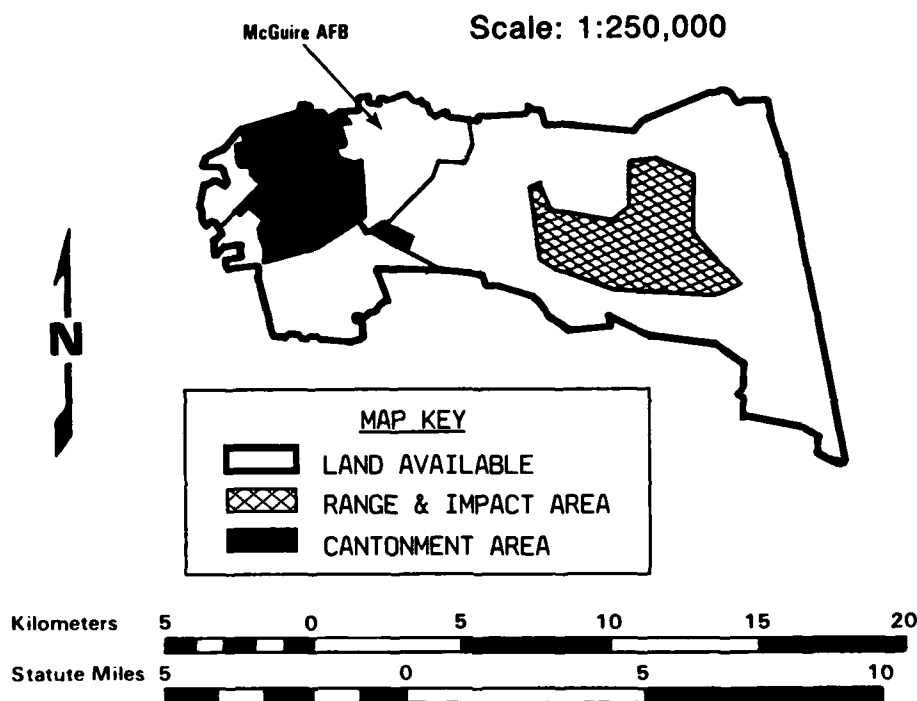 McGuire AFB
Scale: 1:250,000
N
MAP KEY
LAND AVAILABLE
RANGE & IMPACT AREA
CANTONMENT AREA
Kilometers 5 0 5 10 15 20
Statute Miles 5 0 5 10